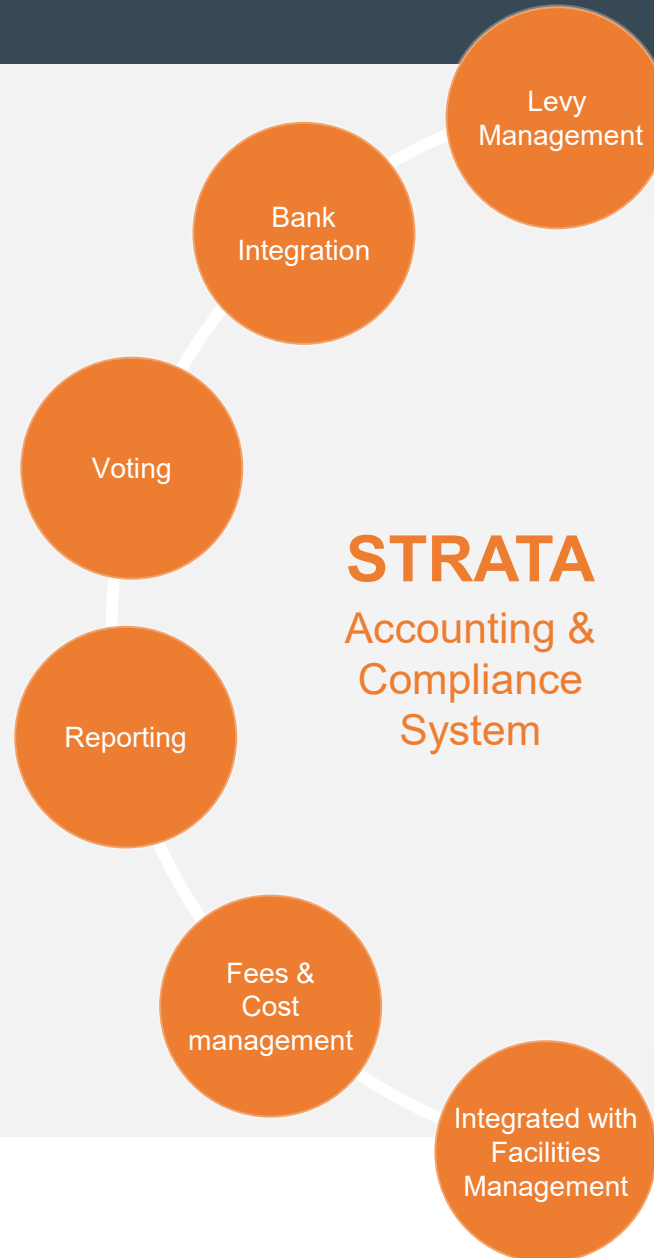 Levy
Management
Bank
Integration
Voting
STRATA
Accounting &
Compliance
System
Reporting
Fees &
Cost
management
Integrated with
Facilities
Management